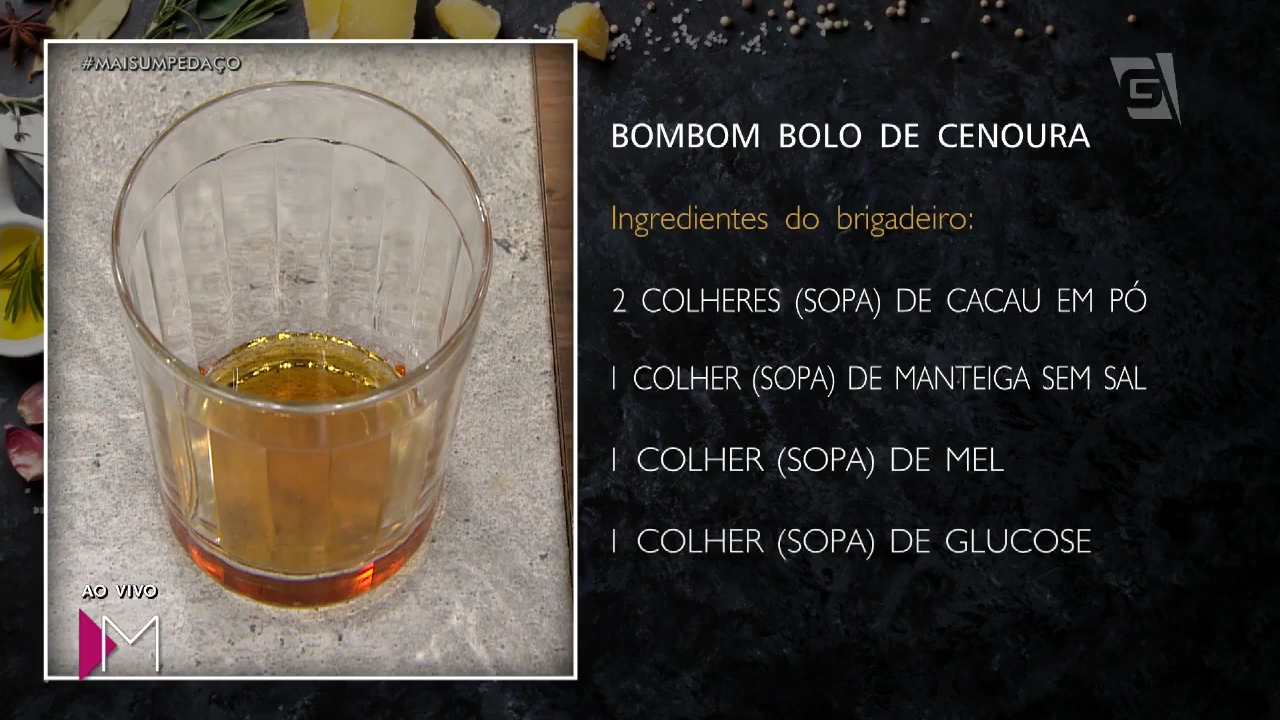 #MAISUMPEDAÇO
AO VIVO
M
G
BOMBOM BOLO DE CENOURA
Ingredientes do brigadeiro:
2 COLHERES (SOPA) DE CACAU EM PÓ
1 COLHER (SOPA) DE MANTEIGA SEM SAL
1 COLHER (SOPA) DE MEL
1 COLHER (SOPA) DE GLUCOSE